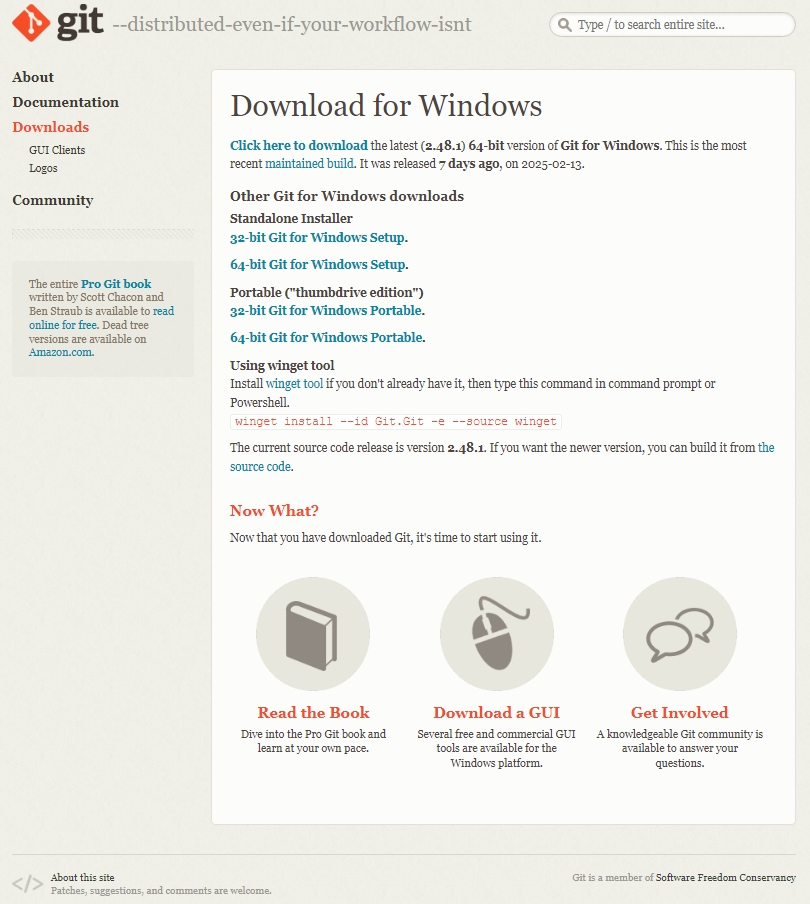 git --distributed-even-if-your-workflow-isnt
Type / to search entire site...
About
Documentation
Downloads
GUI Clients
Logos
Community
The entire Pro Git book
written by Scott Chacon and
Ben Straub is available to read
online for free. Dead tree
versions are available on
Amazon.com.
Download for Windows
Click here to download the latest (2.48.1) 64-bit version of Git for Windows. This is the most
recent maintained build. It was released 7 days ago, on 2025-02-13.
Other Git for Windows downloads
Standalone Installer
32-bit Git for Windows Setup.
64-bit Git for Windows Setup.
Portable ("thumbdrive edition")
32-bit Git for Windows Portable.
64-bit Git for Windows Portable.
Using winget tool
Install winget tool if you don't already have it, then type this command in command prompt or
Powershell.
winget install --id Git.Git -e --source winget
The current source code release is version 2.48.1. If you want the newer version, you can build it from the
source code.
Now What?
Now that you have downloaded Git, it's time to start using it.
Read the Book
Dive into the Pro Git book and
learn at your own pace.
Download a GUI
Several free and commercial GUI
tools are available for the
Windows platform.
Get Involved
A knowledgeable Git community is
available to answer your
questions.
</> About this site
Patches, suggestions, and comments are welcome.
Git is a member of Software Freedom Conservancy